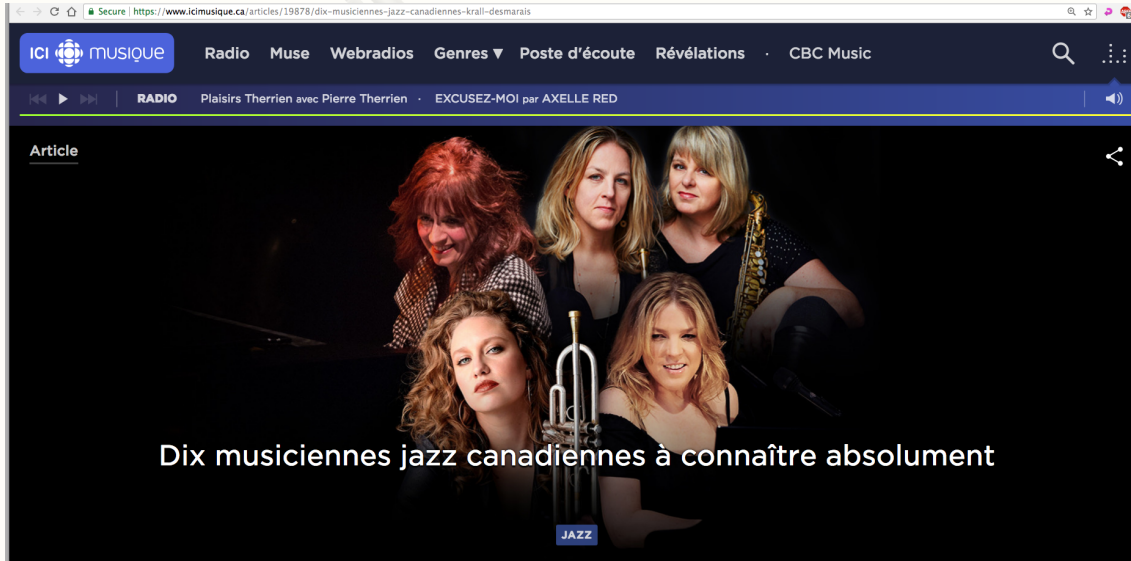 Secure | https://www.icimusique.ca/articles/19878/dix-musiciennes-jazz-canadiennes-krall-desmarais
ICI musique Radio Muse Webradios Genres ▼ Poste d'écoute Révélations · CBC Music
RADIO Plaisirs Therrien avec Pierre Therrien · EXCUSEZ-MOI par AXELLE RED
Article
Dix musiciennes jazz canadiennes à connaître absolument
JAZZ